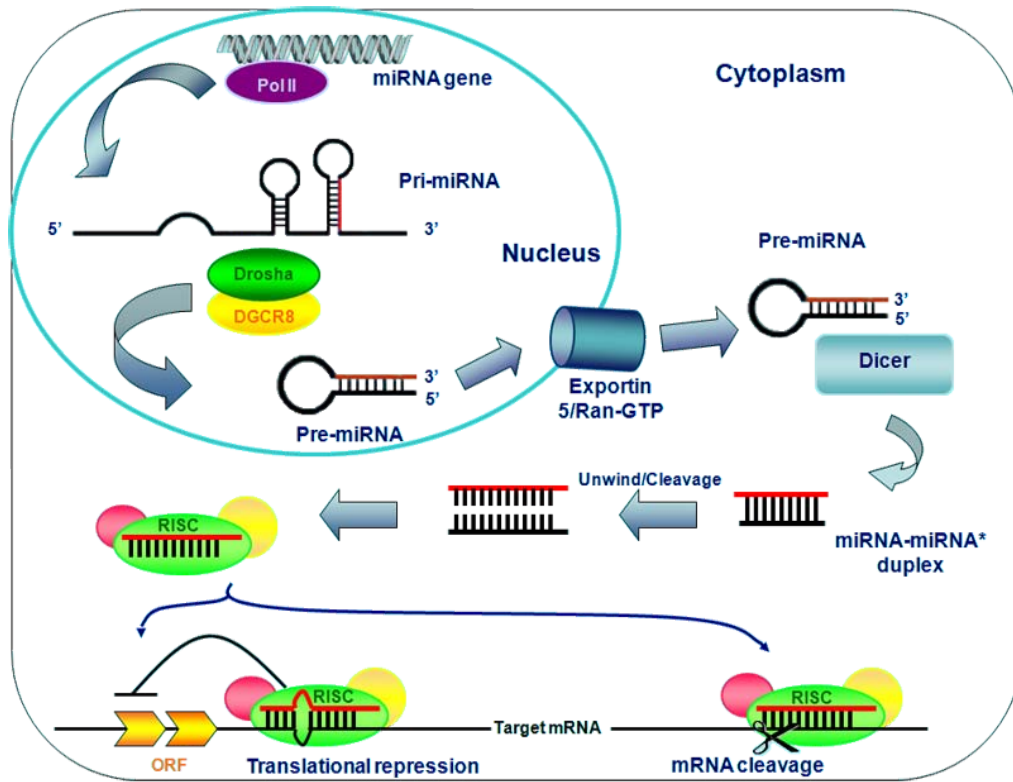 miRNA gene
Pol II
Cytoplasm
Pri-miRNA
5’
3’
Nucleus
Drosha
DGCR8
Pre-miRNA
3’
5’
Exportin
5/Ran-GTP
Pre-miRNA
3’
5’
Dicer
Unwind/Cleavage
miRNA-miRNA*
duplex
RISC
RISC
RISC
Target mRNA
ORF
Translational repression
mRNA cleavage